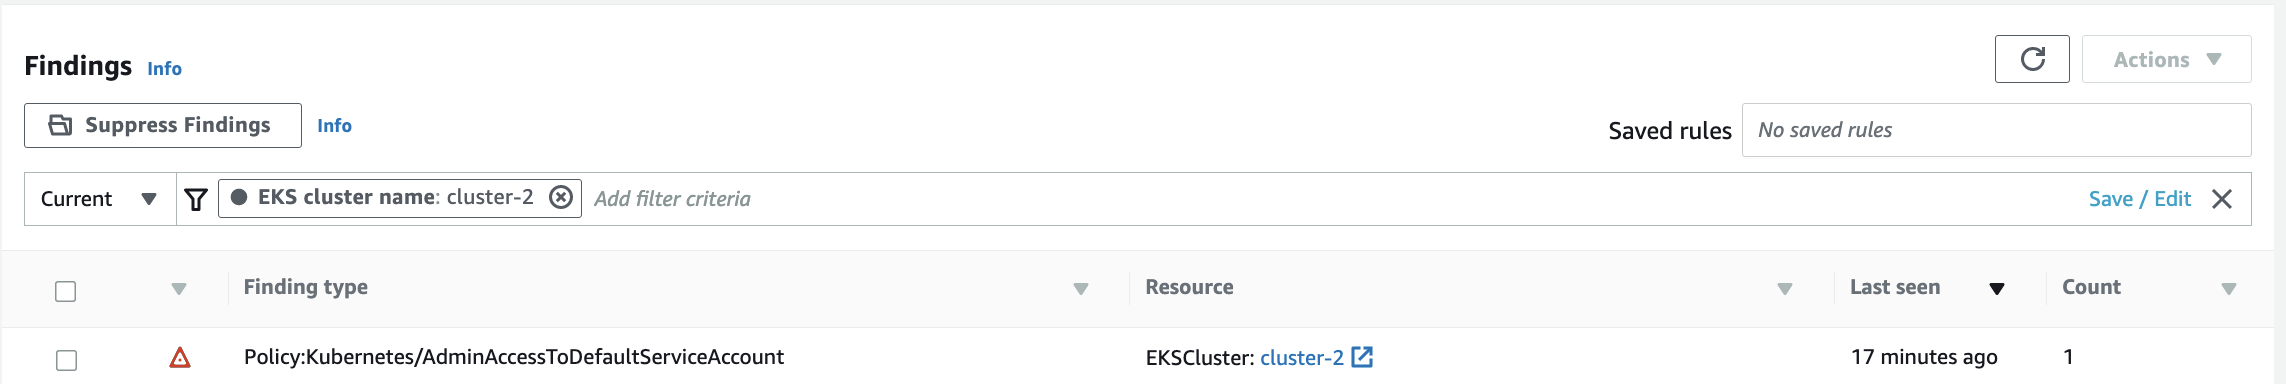 Findings Info
Actions
Suppress Findings Info
Saved rules No saved rules
Current EKS cluster name: cluster-2 Add filter criteria Save / Edit
Finding type Resource Last seen Count
Policy:Kubernetes/AdminAccessToDefaultServiceAccount EKSCluster: cluster-2 17 minutes ago 1